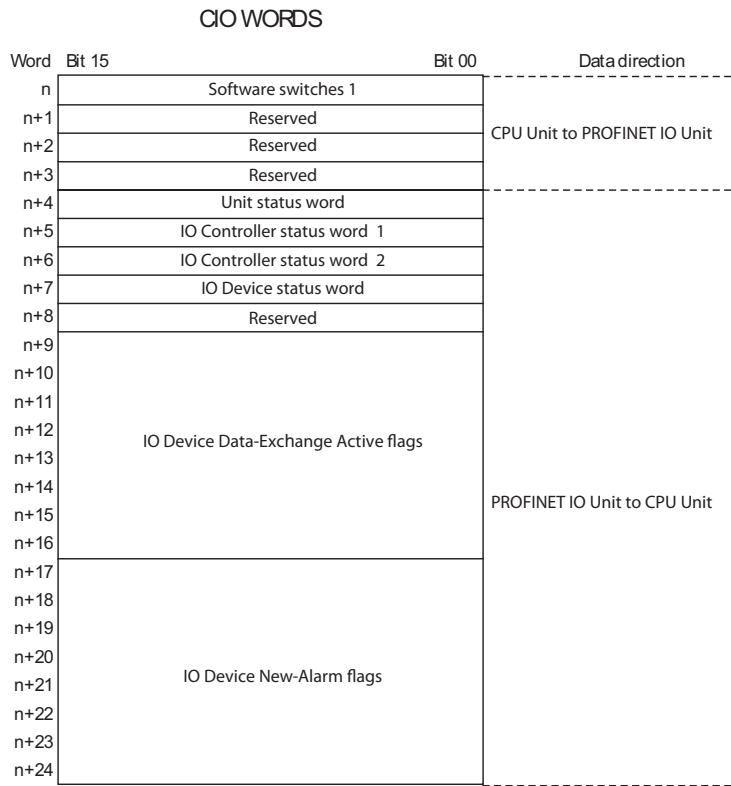 CIO WORDS
Word Bit 15 Bit 00 Data direction
n Software switches 1
n+1 Reserved
CPU Unit to PROFINET IO Unit
n+2 Reserved
n+3 Reserved
n+4 Unit status word
n+5 IO Controller status word 1
n+6 IO Controller status word 2
n+7 IO Device status word
n+8 Reserved
n+9
n+10
n+11
n+12
IO Device Data-Exchange Active flags
n+13
n+14
n+15 PROFINET IO Unit to CPU Unit
n+16
n+17
n+18
n+19
n+20
IO Device New-Alarm flags
n+21
n+22
n+23
n+24